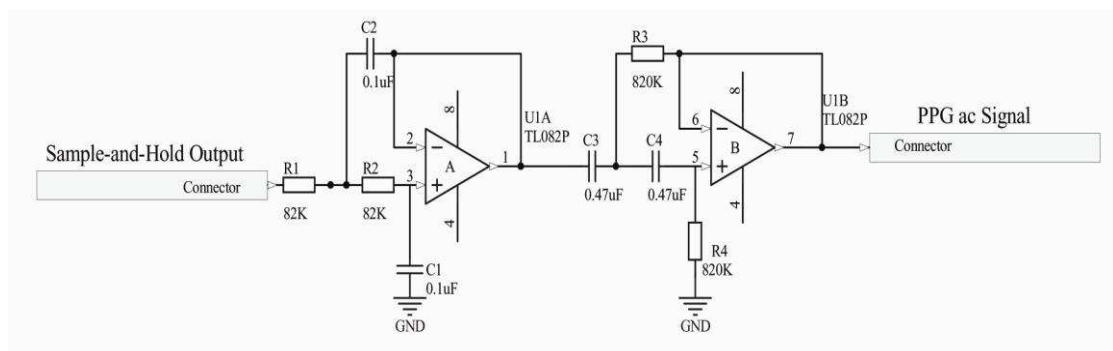 C2
0.1uF
R3
820K
8
8
U1A
TL082P
U1B
TL082P
PPG ac Signal
Sample-and-Hold Output
Connector
R1
82K
R2
82K
2
3
A
1
4
C3
0.47uF
C4
0.47uF
6
5
B
7
4
Connector
C1
0.1uF
GND
R4
820K
GND